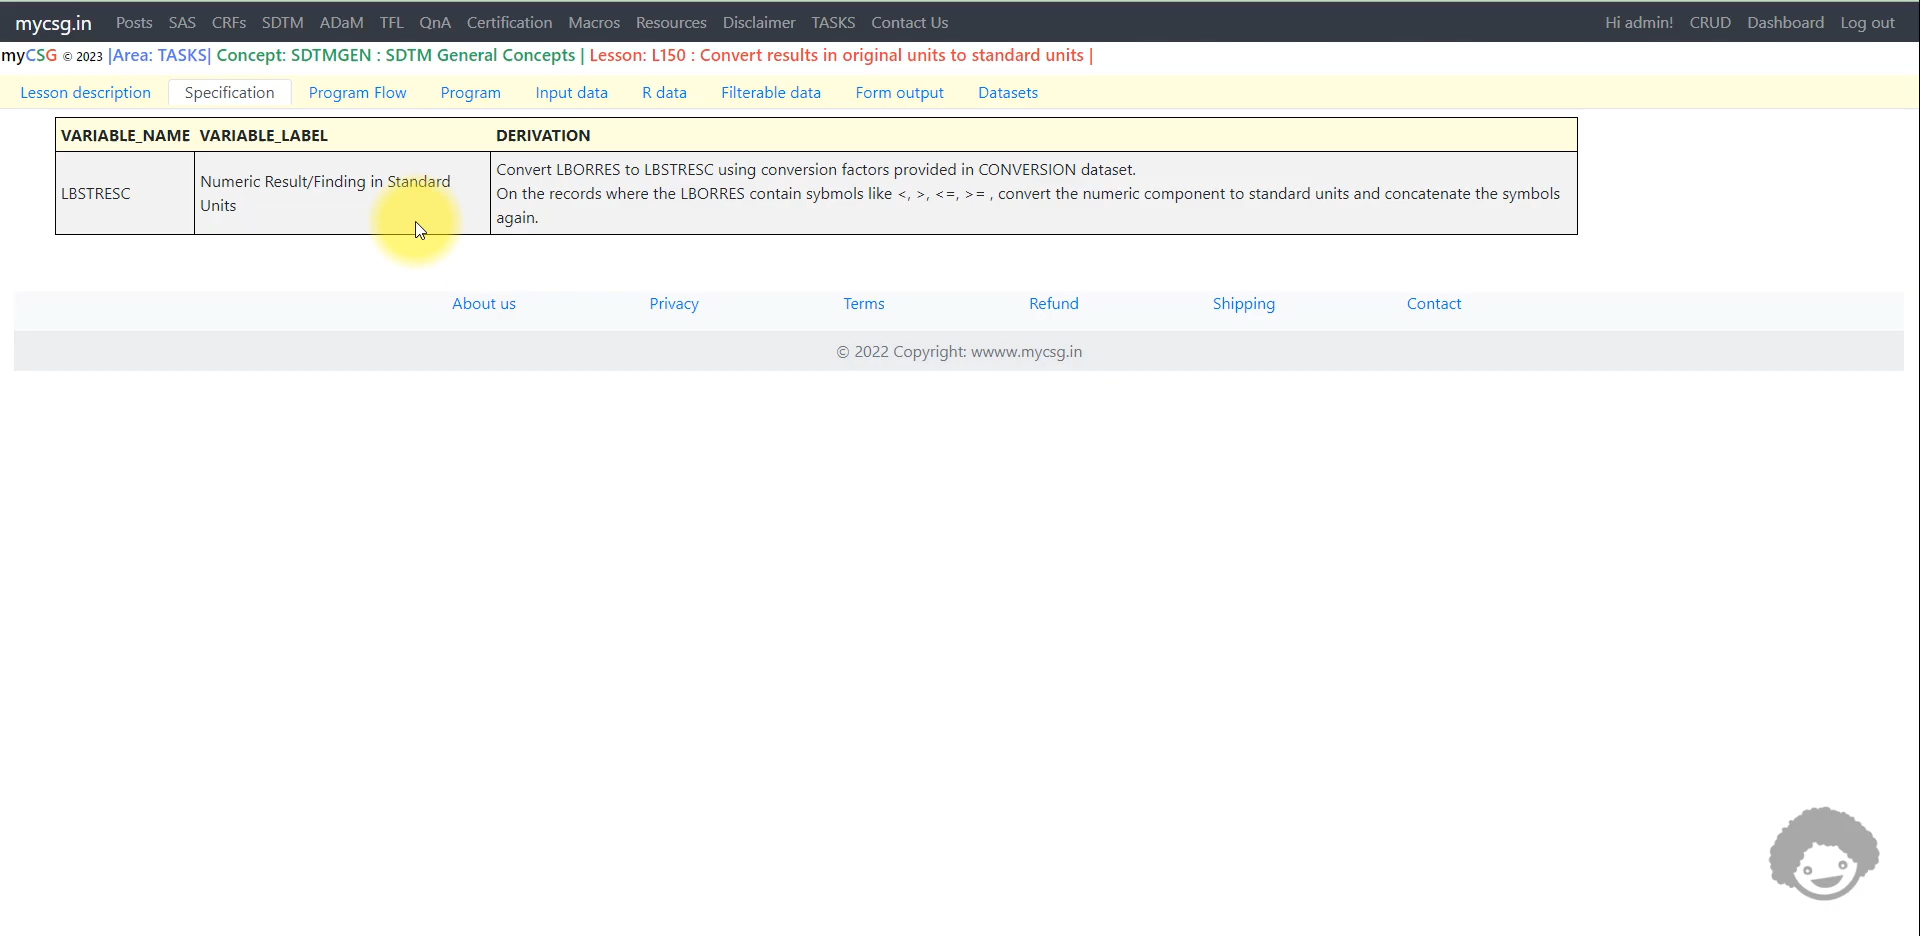 mycsg.in Posts SAS CRFs SDTM ADaM TFL QnA Certification Macros Resources Disclaimer TASKS Contact Us Hi admin! CRUD Dashboard Log out
myCSG © 2023 |Area: TASKS| Concept: SDTMGEN : SDTM General Concepts | Lesson: L150 : Convert results in original units to standard units |
Lesson description Specification Program Flow Program Input data R data Filterable data Form output Datasets
VARIABLE_NAME VARIABLE_LABEL DERIVATION
LBSTRESC
Numeric Result/Finding in Standard
Units
Convert LBORRES to LBSTRESC using conversion factors provided in CONVERSION dataset.
On the records where the LBORRES contain sybmols like <, >, <=, >= , convert the numeric component to standard units and concatenate the symbols
again.
About us Privacy Terms Refund Shipping Contact
© 2022 Copyright: wwww.mycsg.in